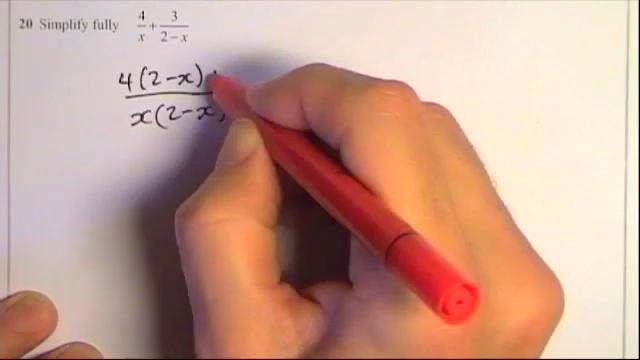 20 Simplify fully 4/x + 3/(2-x)
4(2-x) +
x(2-x)